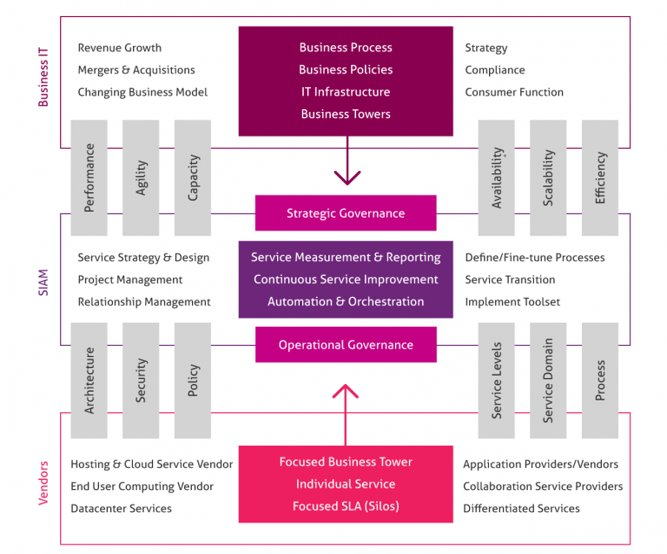 Business IT
Revenue Growth
Mergers & Acquisitions
Changing Business Model
Business Process
Business Policies
IT Infrastructure
Business Towers
Strategy
Compliance
Consumer Function
Performance
Agility
Capacity
Availability
Scalability
Efficiency
Strategic Governance
SIAM
Service Strategy & Design
Project Management
Relationship Management
Service Measurement & Reporting
Continuous Service Improvement
Automation & Orchestration
Define/Fine-tune Processes
Service Transition
Implement Toolset
Operational Governance
Architecture
Security
Policy
Service Levels
Service Domain
Process
Vendors
Hosting & Cloud Service Vendor
End User Computing Vendor
Datacenter Services
Focused Business Tower
Individual Service
Focused SLA (Silos)
Application Providers/Vendors
Collaboration Service Providers
Differentiated Services